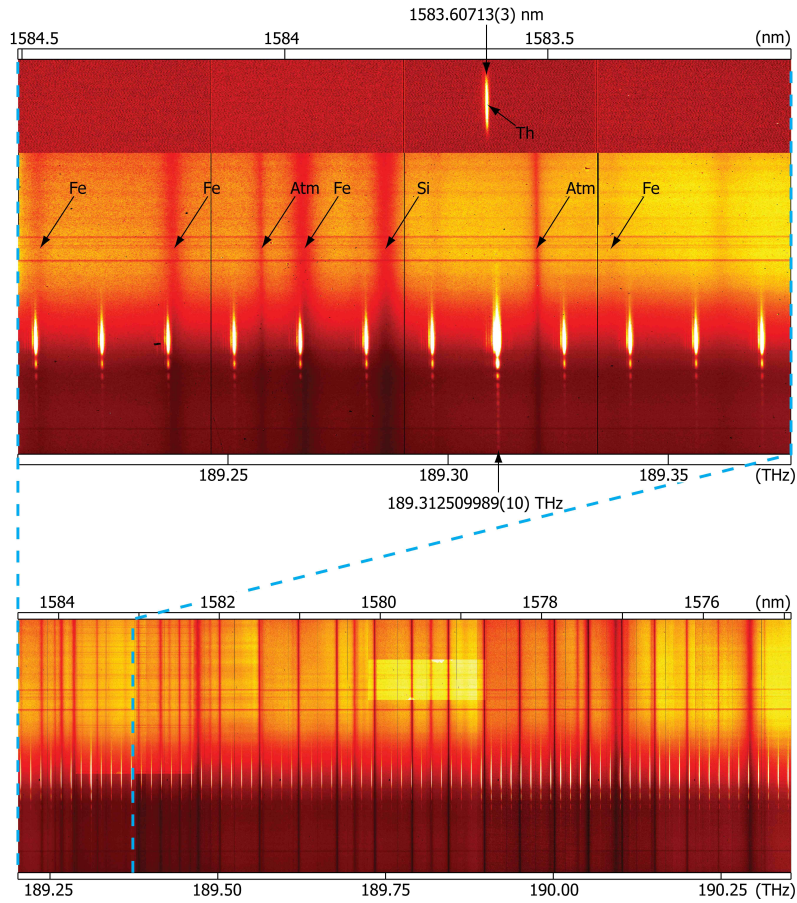 1583.60713(3) nm
1584.5 1584 1583.5 (nm)
Th
Fe Fe Atm Fe Si Atm Fe
189.25 189.30 189.35 (THz)
189.312509989(10) THz
1584 1582 1580 1578 1576 (nm)
189.25 189.50 189.75 190.00 190.25 (THz)